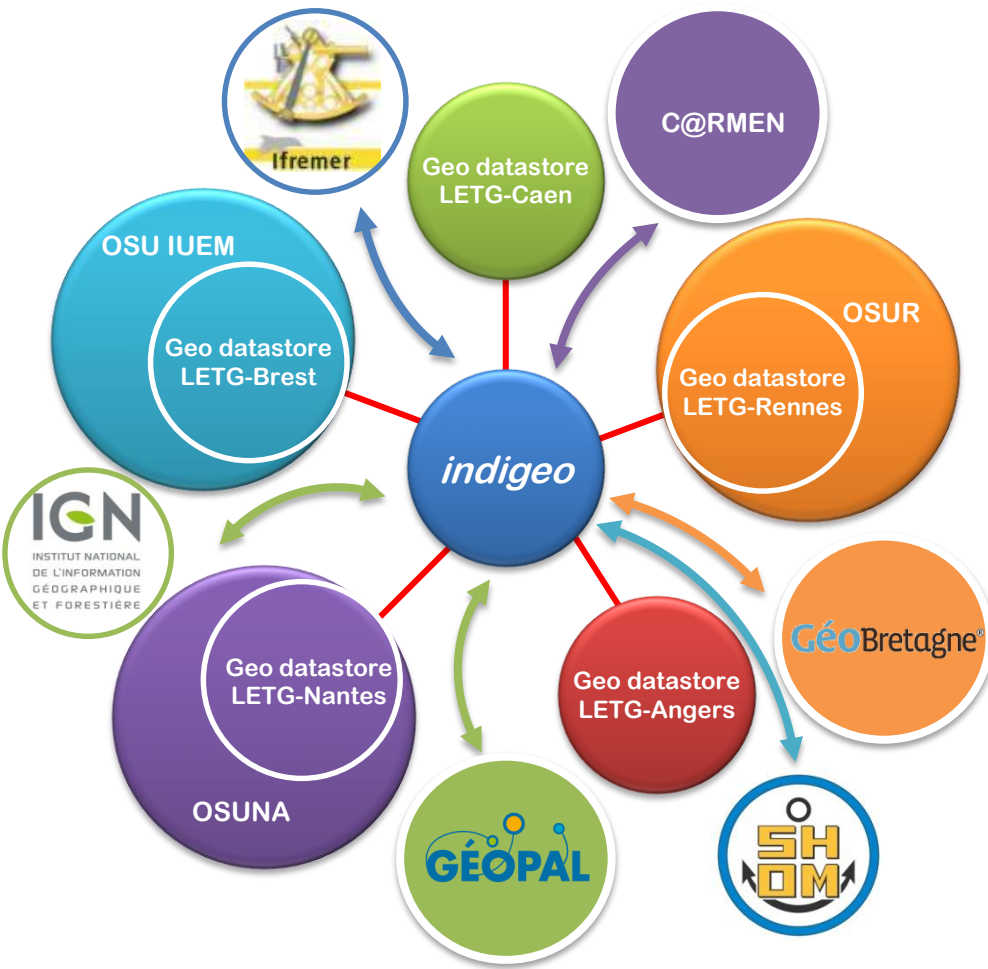 Ifremer
Geo datastore
LETG-Caen
C@RMEN
OSU IUEM
Geo datastore
LETG-Brest
OSUR
Geo datastore
LETG-Rennes
indigeo
IGN
INSTITUT NATIONAL
DE L'INFORMATION
GÉOGRAPHIQUE
ET FORESTIÈRE
Geo datastore
LETG-Nantes
OSUNA
Geo datastore
LETG-Angers
GéoBretagne®
GÉOPAL
SH
OM